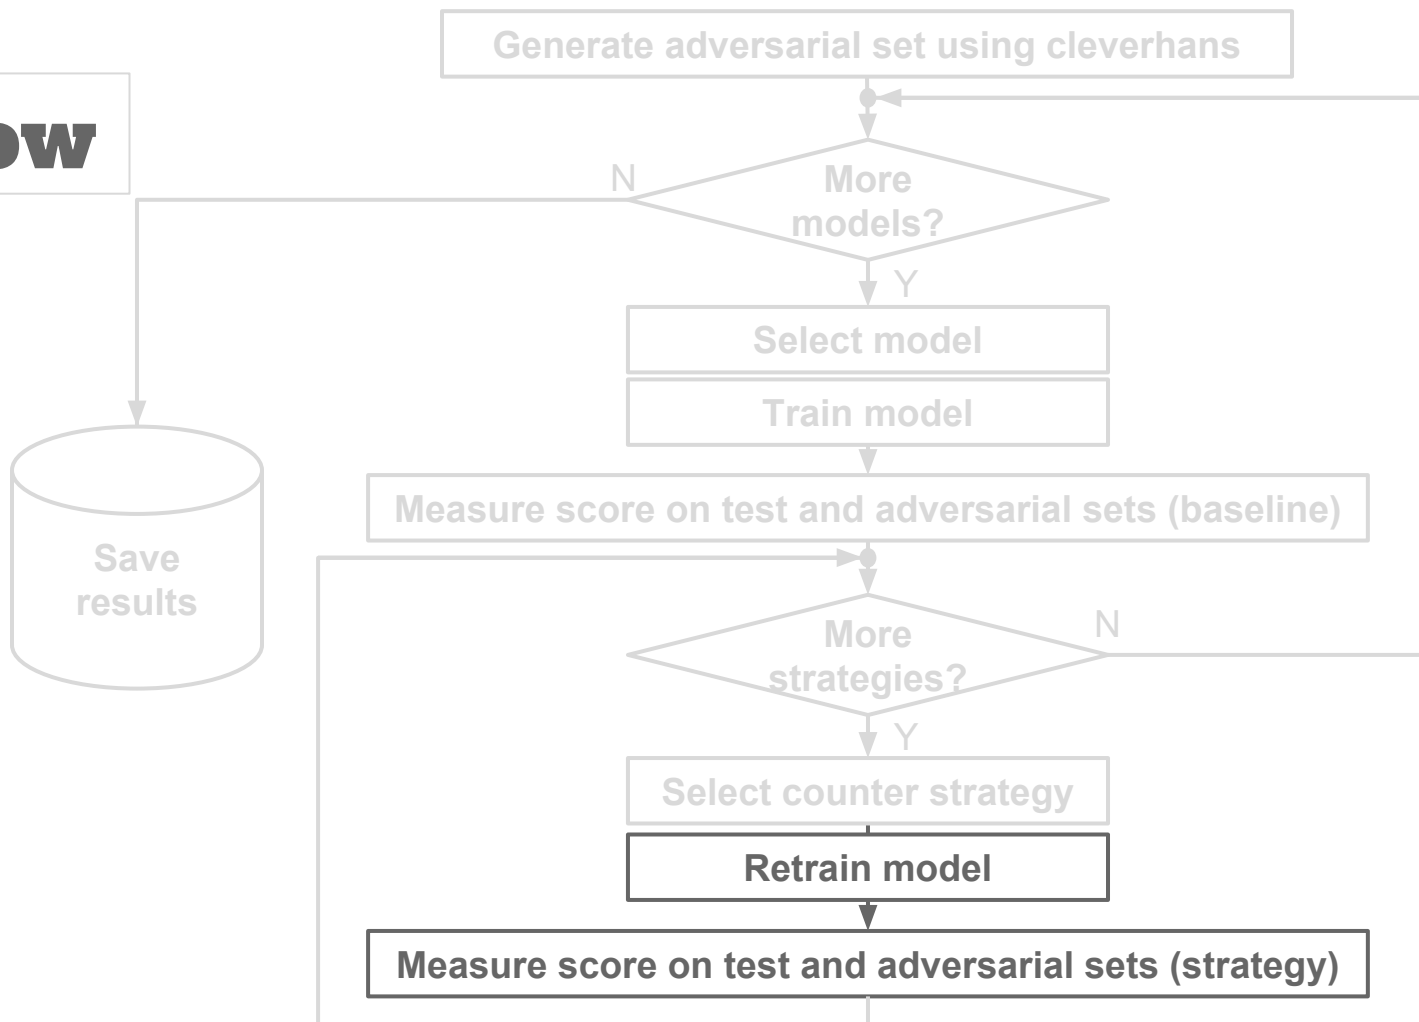 Generate adversarial set using cleverhans
ow
N
More
models?
Y
Select model
Train model
Measure score on test and adversarial sets (baseline)
Save
results
More
strategies?
N
Y
Select counter strategy
Retrain model
Measure score on test and adversarial sets (strategy)